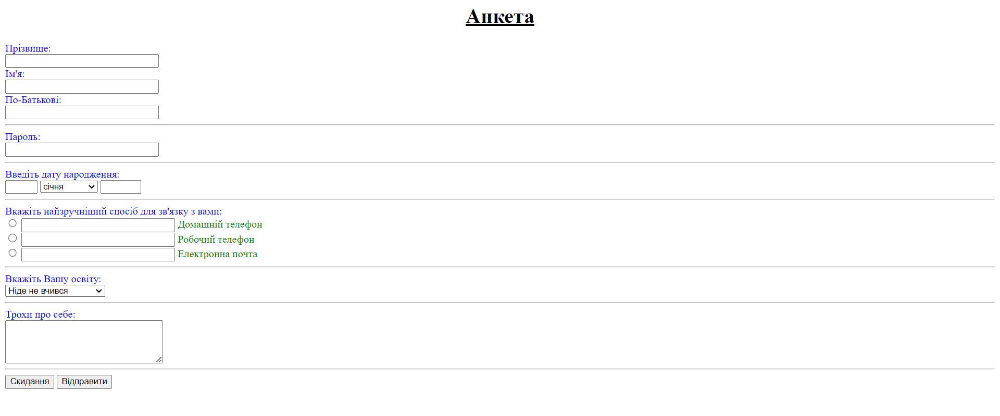 Анкета
Прізвище:
Ім'я:
По-Батькові:
Пароль:
Введіть дату народження:
січня
Вкажіть найзручніший спосіб для зв'язку з вами:
Домашній телефон
Робочий телефон
Електронна почта
Вкажіть Вашу освіту:
Ніде не вчився
Трохи про себе:
Скидання Відправити